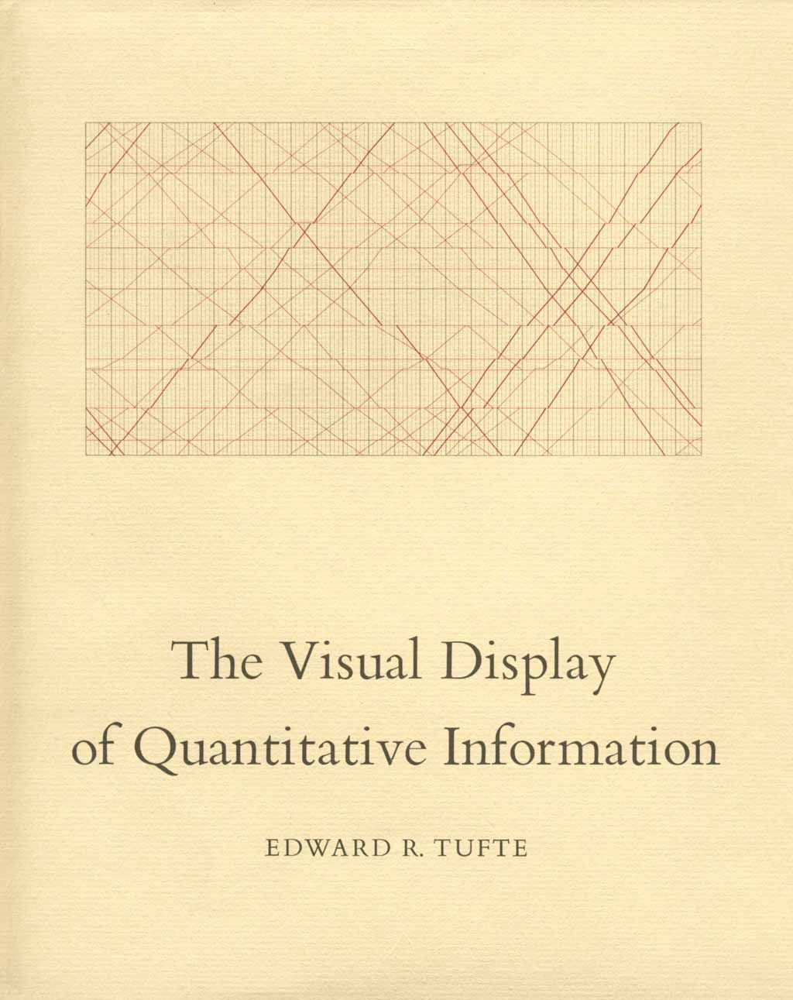 The Visual Display
of Quantitative Information
EDWARD R. TUFTE